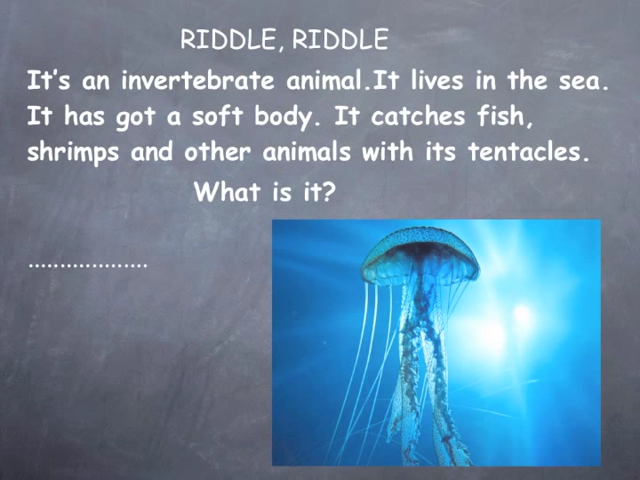 RIDDLE, RIDDLE
It's an invertebrate animal.It lives in the sea.
It has got a soft body. It catches fish,
shrimps and other animals with its tentacles.
What is it?
...................